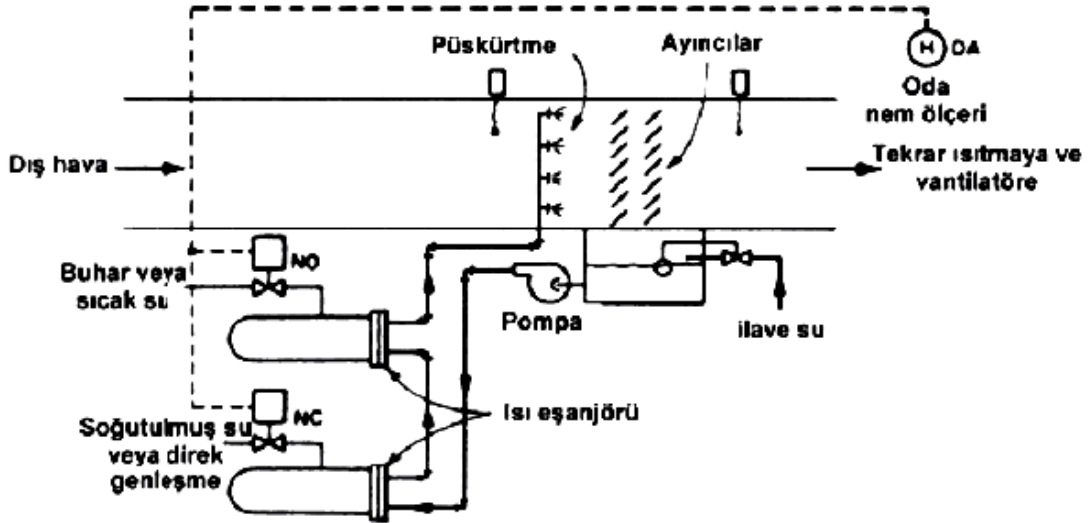 Püskürtme
Ayırıcılar
H DA
Oda
nem ölçeri
Dış hava
Tekrar ısıtmaya ve
vantilatöre
NO
Buhar veya
sıcak su
Pompa
ilave su
NC
Isı eşanjörü
Soğutulmuş su
veya direk
genleşme